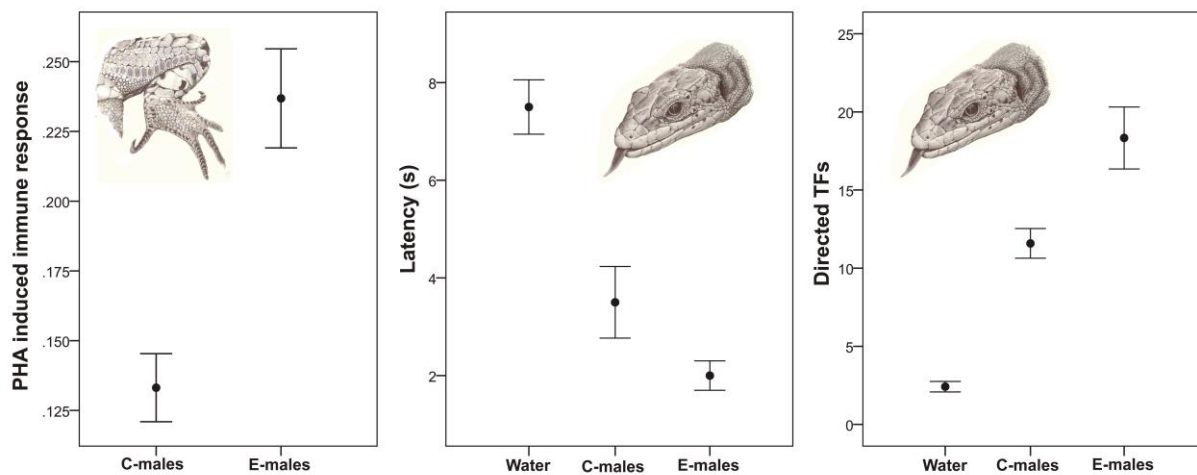 PHA induced immune response
.250
.225
.200
.175
.150
.125
C-males E-males
Latency (s)
8
6
4
2
Water C-males E-males
Directed TFs
25
20
15
10
5
0
Water C-males E-males